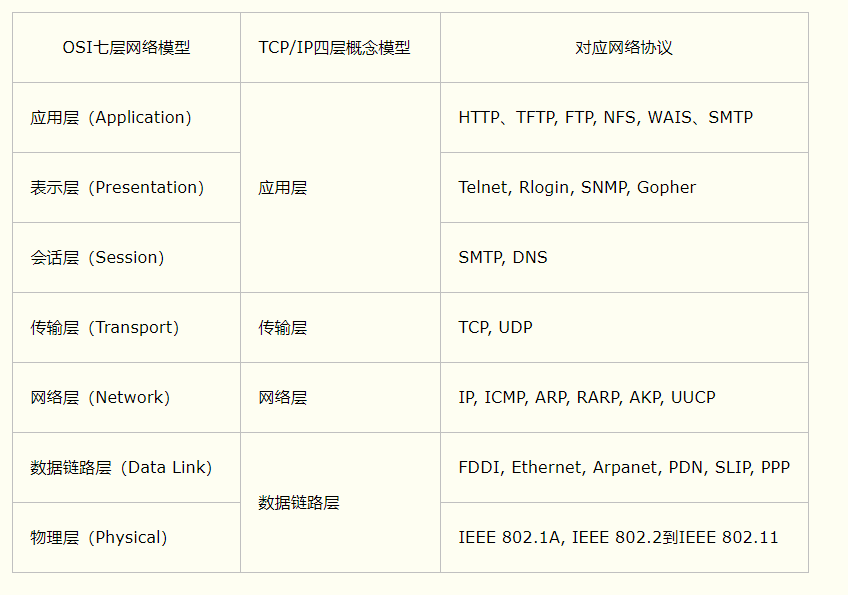 OSI七层网络模型 TCP/IP四层概念模型 对应网络协议
应用层（Application） HTTP、TFTP, FTP, NFS, WAIS、SMTP
表示层（Presentation） 应用层 Telnet, Rlogin, SNMP, Gopher
会话层（Session） SMTP, DNS
传输层（Transport） 传输层 TCP, UDP
网络层（Network） 网络层 IP, ICMP, ARP, RARP, AKP, UUCP
数据链路层（Data Link） FDDI, Ethernet, Arpanet, PDN, SLIP, PPP
数据链路层
物理层（Physical） IEEE 802.1A, IEEE 802.2到IEEE 802.11